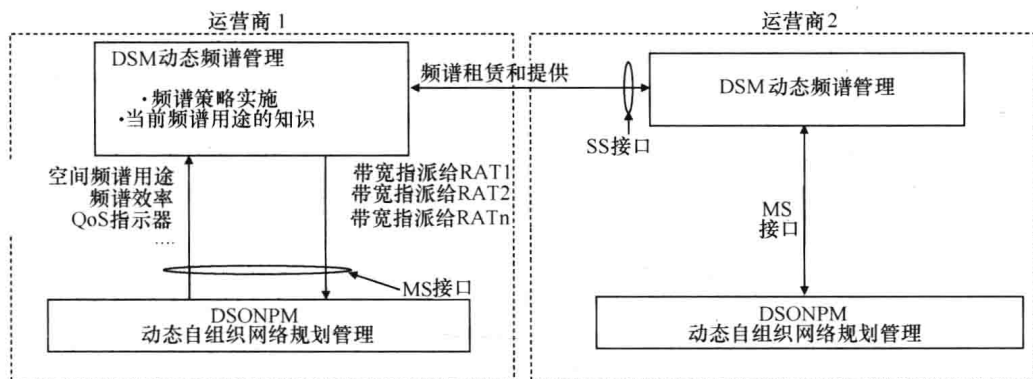 运营商1
运营商2
DSM动态频谱管理
·频谱策略实施
·当前频谱用途的知识
频谱租赁和提供
DSM动态频谱管理
SS接口
空间频谱用途
频谱效率
QoS指示器
....
带宽指派给RAT1
带宽指派给RAT2
带宽指派给RATn
MS
接口
MS接口
DSONPM
动态自组织网络规划管理
DSONPM
动态自组织网络规划管理